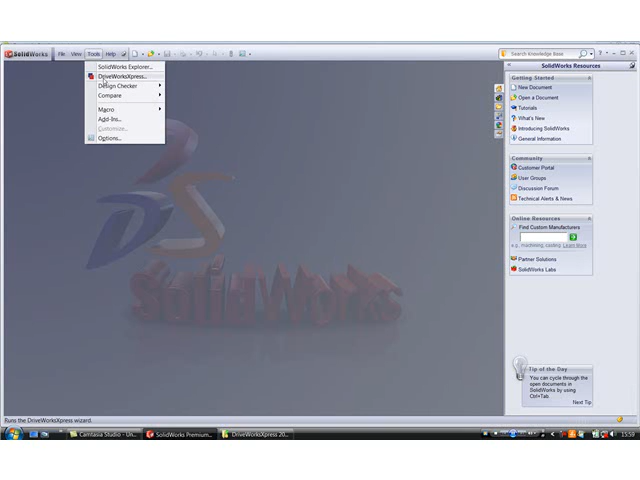 SolidWorks File View Tools Help Search Knowledge Base
SolidWorks Explorer...
DriveWorksXpress...
Design Checker
Compare
Macro
Add-Ins...
Customize...
Options...
SolidWorks
SolidWorks Resources
Getting Started
New Document
Open a Document
Tutorials
What's New
Introducing SolidWorks
General Information
Community
Customer Portal
User Groups
Discussion Forum
Technical Alerts & News
Online Resources
Find Custom Manufacturers
e.g., machining, casting. Learn More
Partner Solutions
SolidWorks Labs
Tip of the Day
You can cycle through the
open documents in
SolidWorks by using
Ctrl+Tab
Next Tip
Runs the DriveWorksXpress wizard.
Camtasia Studio - Un... SolidWorks Premium... DriveWorksXpress 20... 15:59